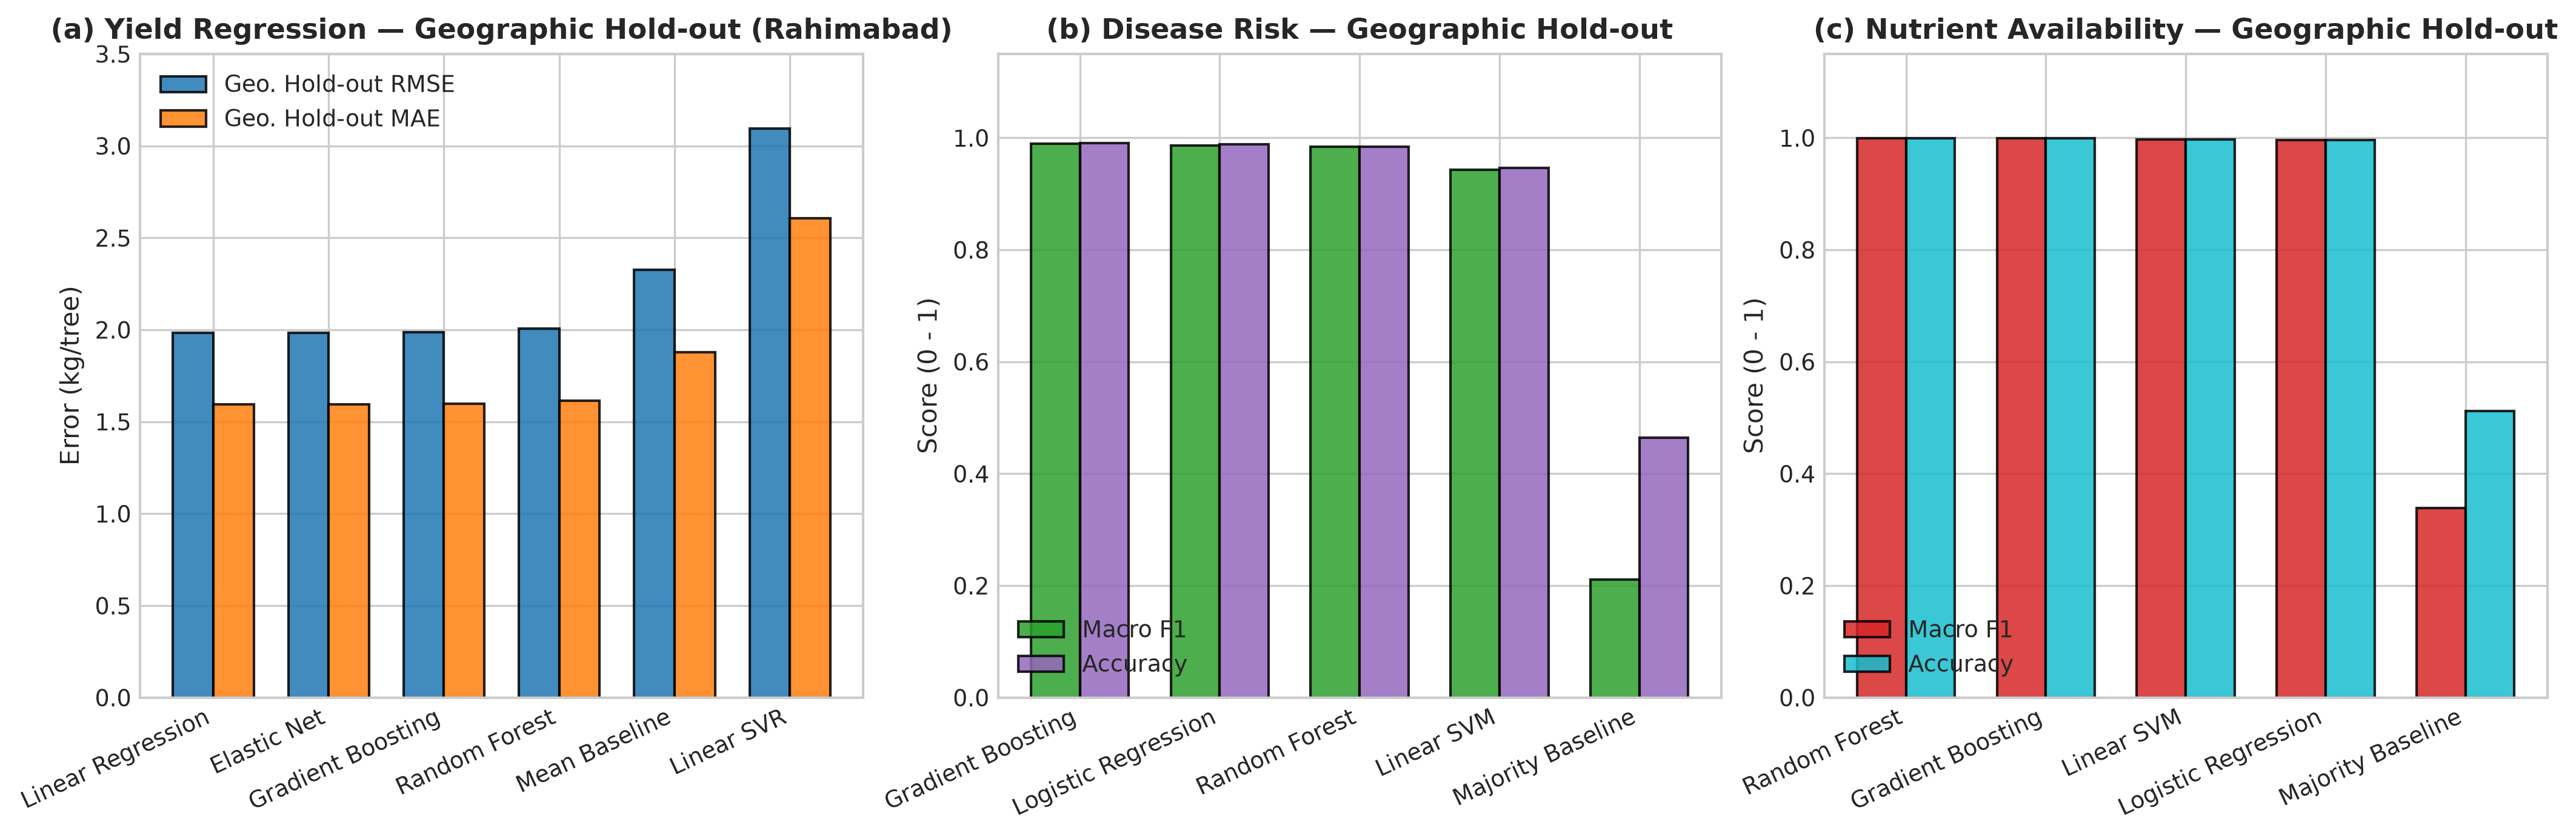 (a) Yield Regression — Geographic Hold-out (Rahimabad)
3.5
3.0
2.5
2.0
1.5
1.0
0.5
0.0
Error (kg/tree)
Geo. Hold-out RMSE
Geo. Hold-out MAE
Linear Regression
Elastic Net
Gradient Boosting
Random Forest
Mean Baseline
Linear SVR
(b) Disease Risk — Geographic Hold-out
1.0
0.8
0.6
0.4
0.2
0.0
Score (0 - 1)
Macro F1
Accuracy
Gradient Boosting
Logistic Regression
Random Forest
Linear SVM
Majority Baseline
(c) Nutrient Availability — Geographic Hold-out
1.0
0.8
0.6
0.4
0.2
0.0
Score (0 - 1)
Macro F1
Accuracy
Random Forest
Gradient Boosting
Linear SVM
Logistic Regression
Majority Baseline